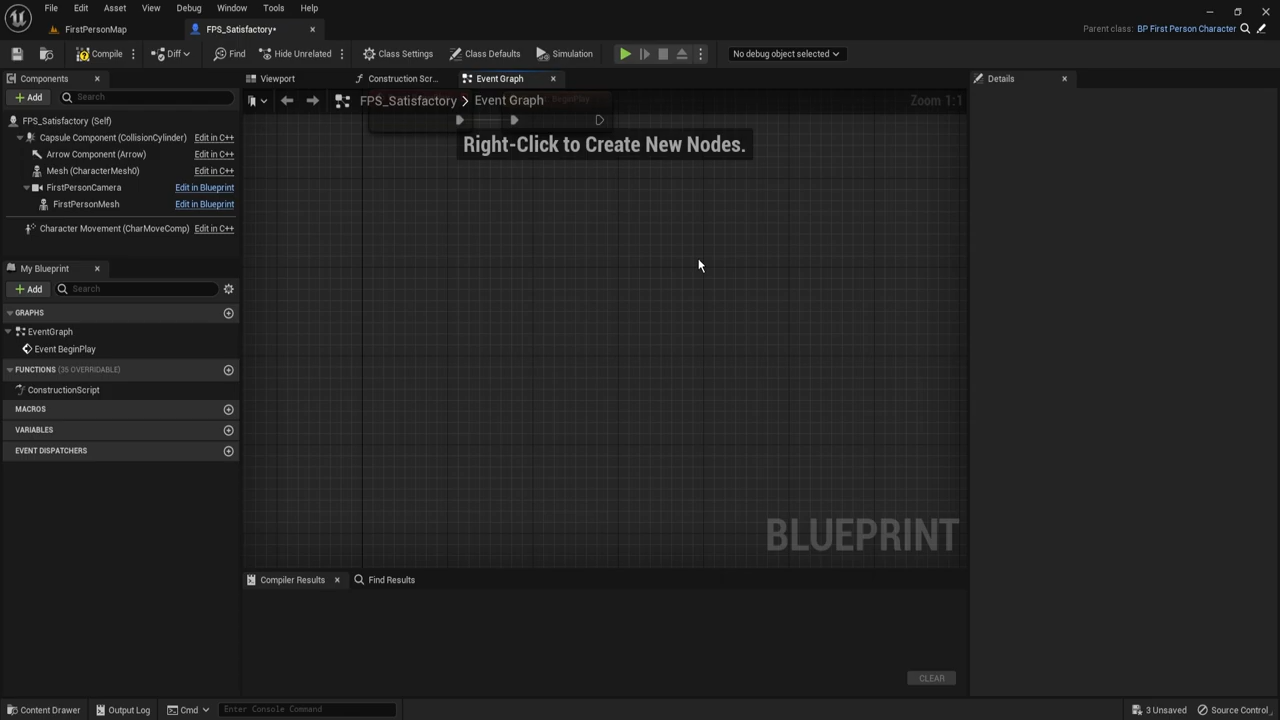 File Edit Asset View Debug Window Tools Help
FirstPersonMap FPS_Satisfactory• Parent class: BP First Person Character
Compile Diff Find Hide Unrelated Class Settings Class Defaults Simulation No debug object selected
Components Viewport Construction Scr... Event Graph Details
Add Search FPS_Satisfactory > Event Graph Zoom 1:1
FPS_Satisfactory (Self)
Right-Click to Create New Nodes.
Capsule Component (CollisionCylinder) Edit in C++
Arrow Component (Arrow) Edit in C++
Mesh (CharacterMesh0) Edit in C++
FirstPersonCamera Edit in Blueprint
FirstPersonMesh Edit in Blueprint
Character Movement (CharMoveComp) Edit in C++
My Blueprint
Add Search
GRAPHS
EventGraph
Event BeginPlay
FUNCTIONS (35 OVERRIDABLE)
ConstructionScript
MACROS
VARIABLES
EVENT DISPATCHERS
BLUEPRINT
Compiler Results Find Results
CLEAR
Content Drawer Output Log Cmd Enter Console Command 3 Unsaved Source Control